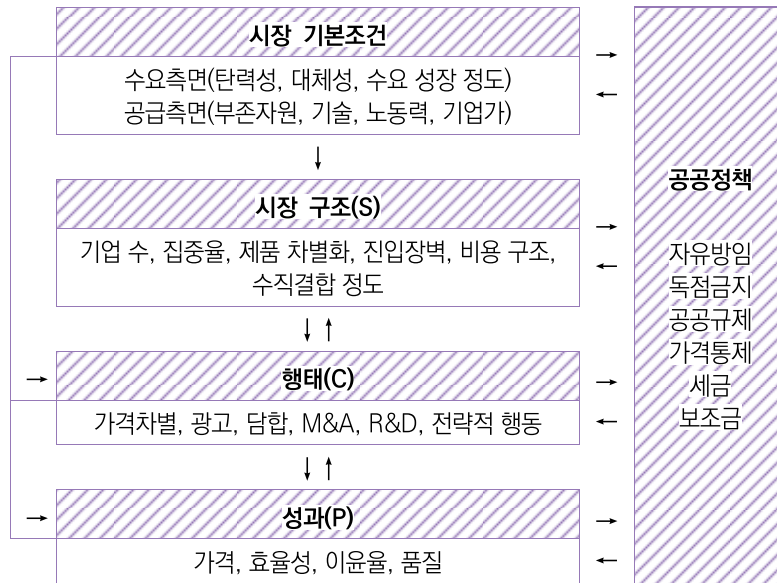 시장 기본조건
수요측면(탄력성, 대체성, 수요 성장 정도)
공급측면(부존자원, 기술, 노동력, 기업가)
시장 구조(S)
기업 수, 집중율, 제품 차별화, 진입장벽, 비용 구조,
수직결합 정도
행태(C)
가격차별, 광고, 담합, M&A, R&D, 전략적 행동
성과(P)
가격, 효율성, 이윤율, 품질
공공정책
자유방임
독점금지
공공규제
가격통제
세금
보조금